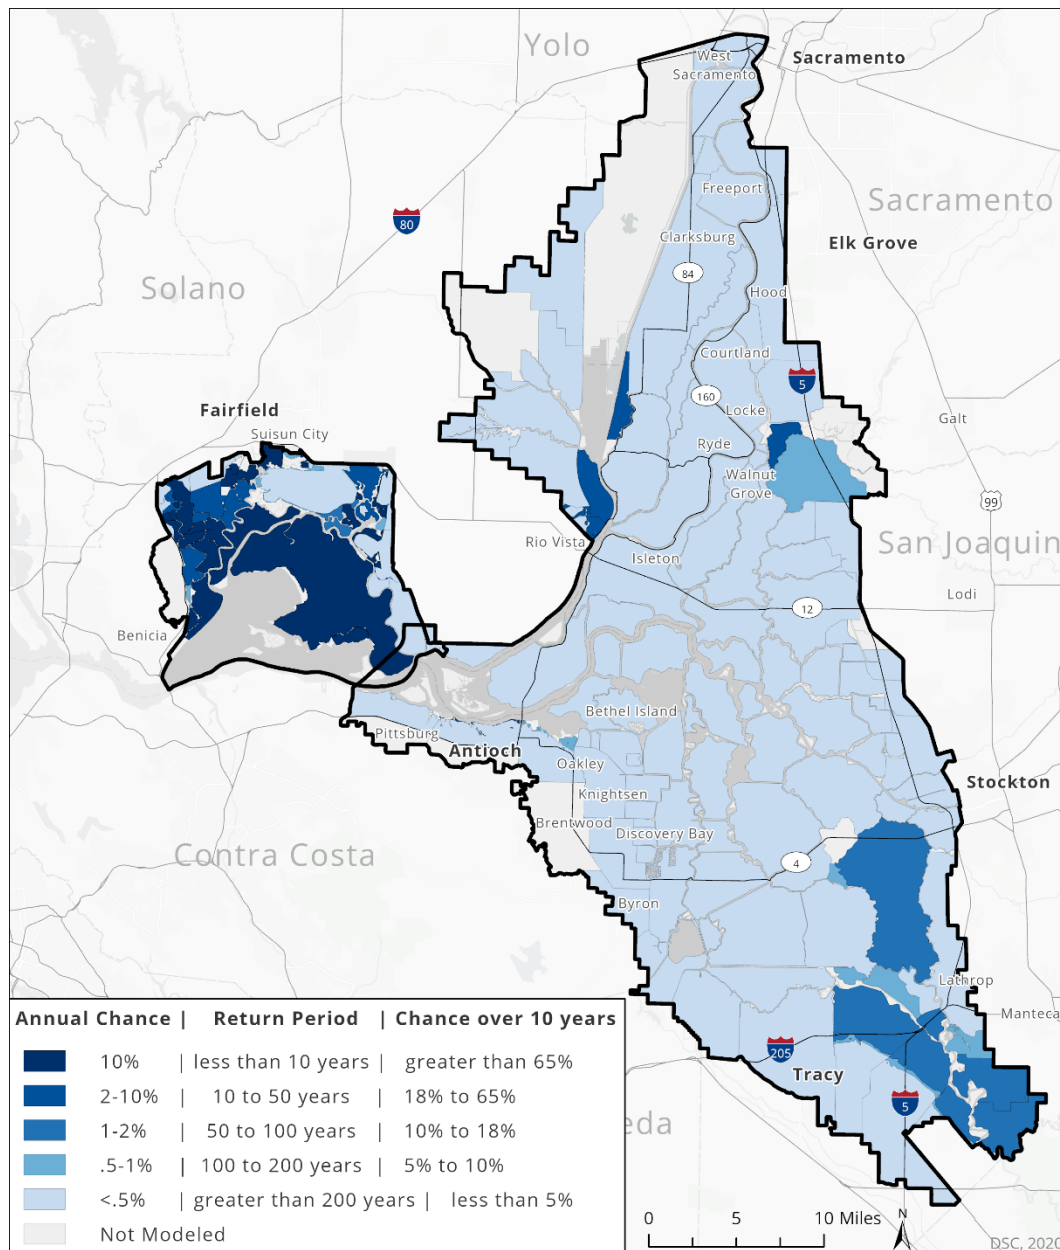 Yolo
West
Sacramento
Sacramento
Freeport
Sacramento
80
Clarksburg
Elk Grove
84
Solano
Hood
Courtland
5
160
Fairfield
Locke
Galt
Suisun City
Ryde
Walnut
Grove
99
Rio Vista
San Joaquin
Isleton
Lodi
12
Benicia
Bethel Island
Pittsburg
Antioch
Oakley
Stockton
Knightsen
Brentwood
Discovery Bay
Contra Costa
4
Byron
Lathrop
Manteca
205
Tracy
5
eda
Annual Chance | Return Period | Chance over 10 years
10% | less than 10 years | greater than 65%
2-10% | 10 to 50 years | 18% to 65%
1-2% | 50 to 100 years | 10% to 18%
.5-1% | 100 to 200 years | 5% to 10%
<.5% | greater than 200 years | less than 5%
Not Modeled
0 5 10 Miles
N
DSC, 2020